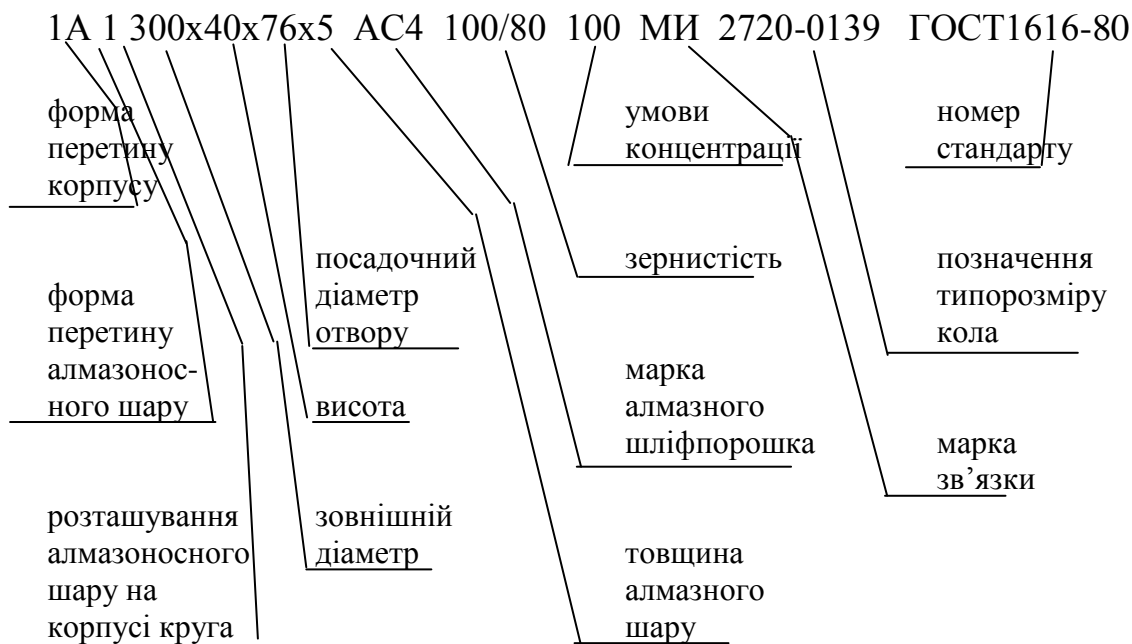 1А 1 300х40х76х5 АС4 100/80 100 МИ 2720-0139 ГОСТ1616-80
форма
перетину
корпусу
умови
концентрації
номер
стандарту
посадочний
діаметр
отвору
зернистість
позначення
типорозміру
кола
форма
перетину
алмазонос-
ного шару
висота
марка
алмазного
шліфпорошка
марка
зв’язки
розташування
алмазоносного
шару на
корпусі круга
зовнішній
діаметр
товщина
алмазного
шару